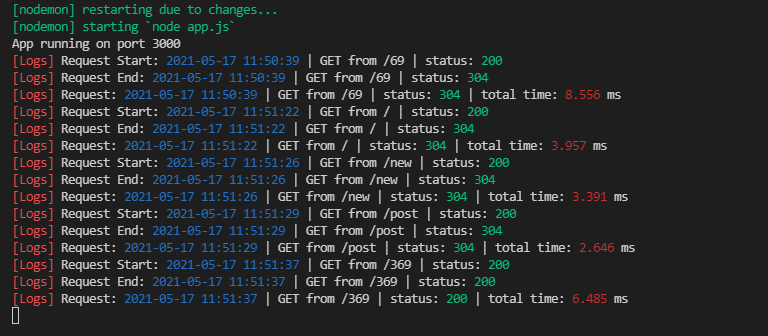 [nodemon] restarting due to changes...
[nodemon] starting `node app.js`
App running on port 3000
[Logs] Request Start: 2021-05-17 11:50:39 | GET from /69 | status: 200
[Logs] Request End: 2021-05-17 11:50:39 | GET from /69 | status: 304
[Logs] Request: 2021-05-17 11:50:39 | GET from /69 | status: 304 | total time: 8.556 ms
[Logs] Request Start: 2021-05-17 11:51:22 | GET from / | status: 200
[Logs] Request End: 2021-05-17 11:51:22 | GET from / | status: 304
[Logs] Request: 2021-05-17 11:51:22 | GET from / | status: 304 | total time: 3.957 ms
[Logs] Request Start: 2021-05-17 11:51:26 | GET from /new | status: 200
[Logs] Request End: 2021-05-17 11:51:26 | GET from /new | status: 304
[Logs] Request: 2021-05-17 11:51:26 | GET from /new | status: 304 | total time: 3.391 ms
[Logs] Request Start: 2021-05-17 11:51:29 | GET from /post | status: 200
[Logs] Request End: 2021-05-17 11:51:29 | GET from /post | status: 304
[Logs] Request: 2021-05-17 11:51:29 | GET from /post | status: 304 | total time: 2.646 ms
[Logs] Request Start: 2021-05-17 11:51:37 | GET from /369 | status: 200
[Logs] Request End: 2021-05-17 11:51:37 | GET from /369 | status: 200
[Logs] Request: 2021-05-17 11:51:37 | GET from /369 | status: 200 | total time: 6.485 ms